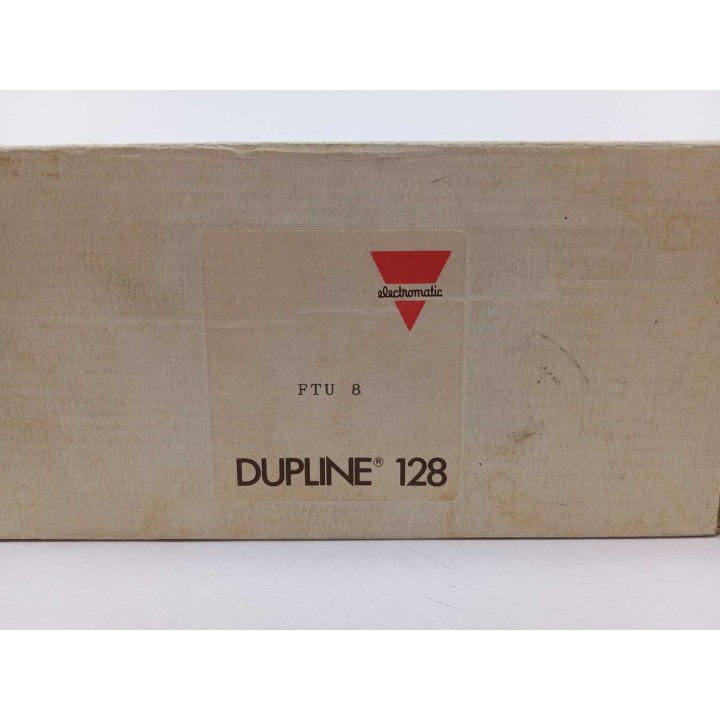 electromatic
FTU 8
DUPLINE® 128